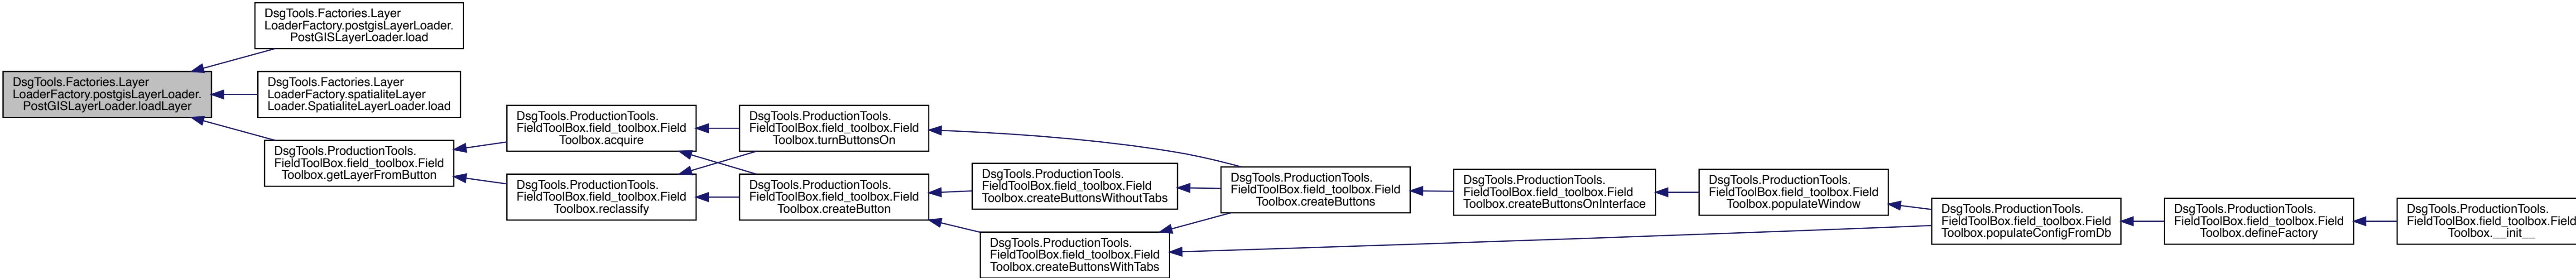 DsgTools.Factories.Layer
LoaderFactory.postgisLayerLoader.
PostGISLayerLoader.load
DsgTools.Factories.Layer
LoaderFactory.postgisLayerLoader.
PostGISLayerLoader.loadLayer
DsgTools.Factories.Layer
LoaderFactory.spatialiteLayer
Loader.SpatialiteLayerLoader.load
DsgTools.ProductionTools.
FieldToolBox.field_toolbox.Field
Toolbox.getLayerFromButton
DsgTools.ProductionTools.
FieldToolBox.field_toolbox.Field
Toolbox.acquire
DsgTools.ProductionTools.
FieldToolBox.field_toolbox.Field
Toolbox.reclassify
DsgTools.ProductionTools.
FieldToolBox.field_toolbox.Field
Toolbox.turnButtonsOn
DsgTools.ProductionTools.
FieldToolBox.field_toolbox.Field
Toolbox.createButton
DsgTools.ProductionTools.
FieldToolBox.field_toolbox.Field
Toolbox.createButtonsWithoutTabs
DsgTools.ProductionTools.
FieldToolBox.field_toolbox.Field
Toolbox.createButtonsWithTabs
DsgTools.ProductionTools.
FieldToolBox.field_toolbox.Field
Toolbox.createButtons
DsgTools.ProductionTools.
FieldToolBox.field_toolbox.Field
Toolbox.createButtonsOnInterface
DsgTools.ProductionTools.
FieldToolBox.field_toolbox.Field
Toolbox.populateWindow
DsgTools.ProductionTools.
FieldToolBox.field_toolbox.Field
Toolbox.populateConfigFromDb
DsgTools.ProductionTools.
FieldToolBox.field_toolbox.Field
Toolbox.defineFactory
DsgTools.ProductionTools.
FieldToolBox.field_toolbox.Field
Toolbox.__init__